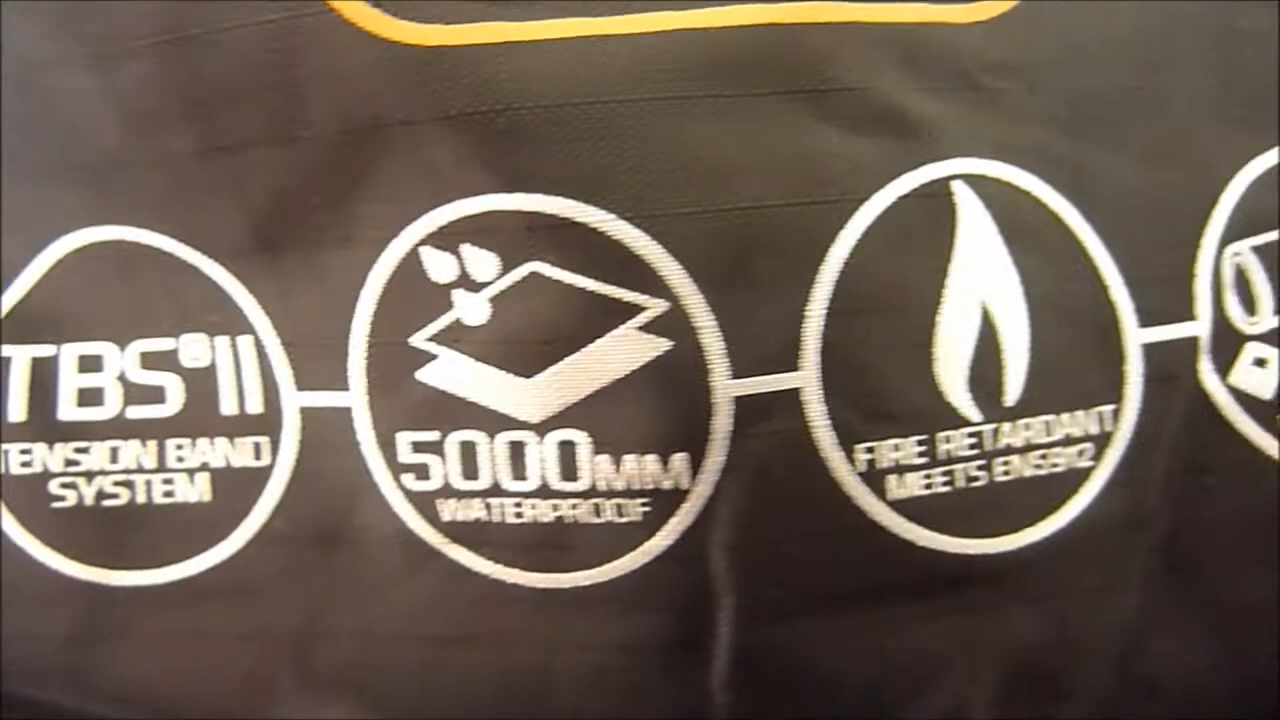 TBS®II
TENSION BAND
SYSTEM
5000MM
WATERPROOF
FIRE RETARDANT
MEETS EN5912